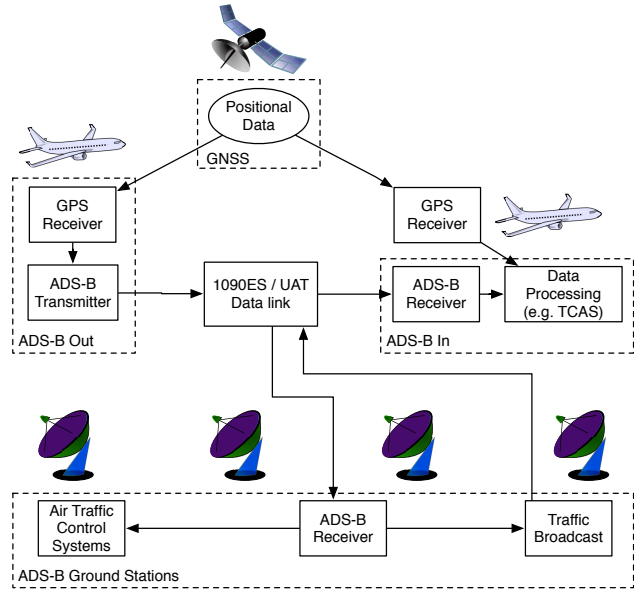 Positional
Data
GNSS
GPS
Receiver
GPS
Receiver
ADS-B
Transmitter
1090ES / UAT
Data link
ADS-B
Receiver
Data
Processing
(e.g. TCAS)
ADS-B Out
ADS-B In
Air Traffic
Control
Systems
ADS-B
Receiver
Traffic
Broadcast
ADS-B Ground Stations